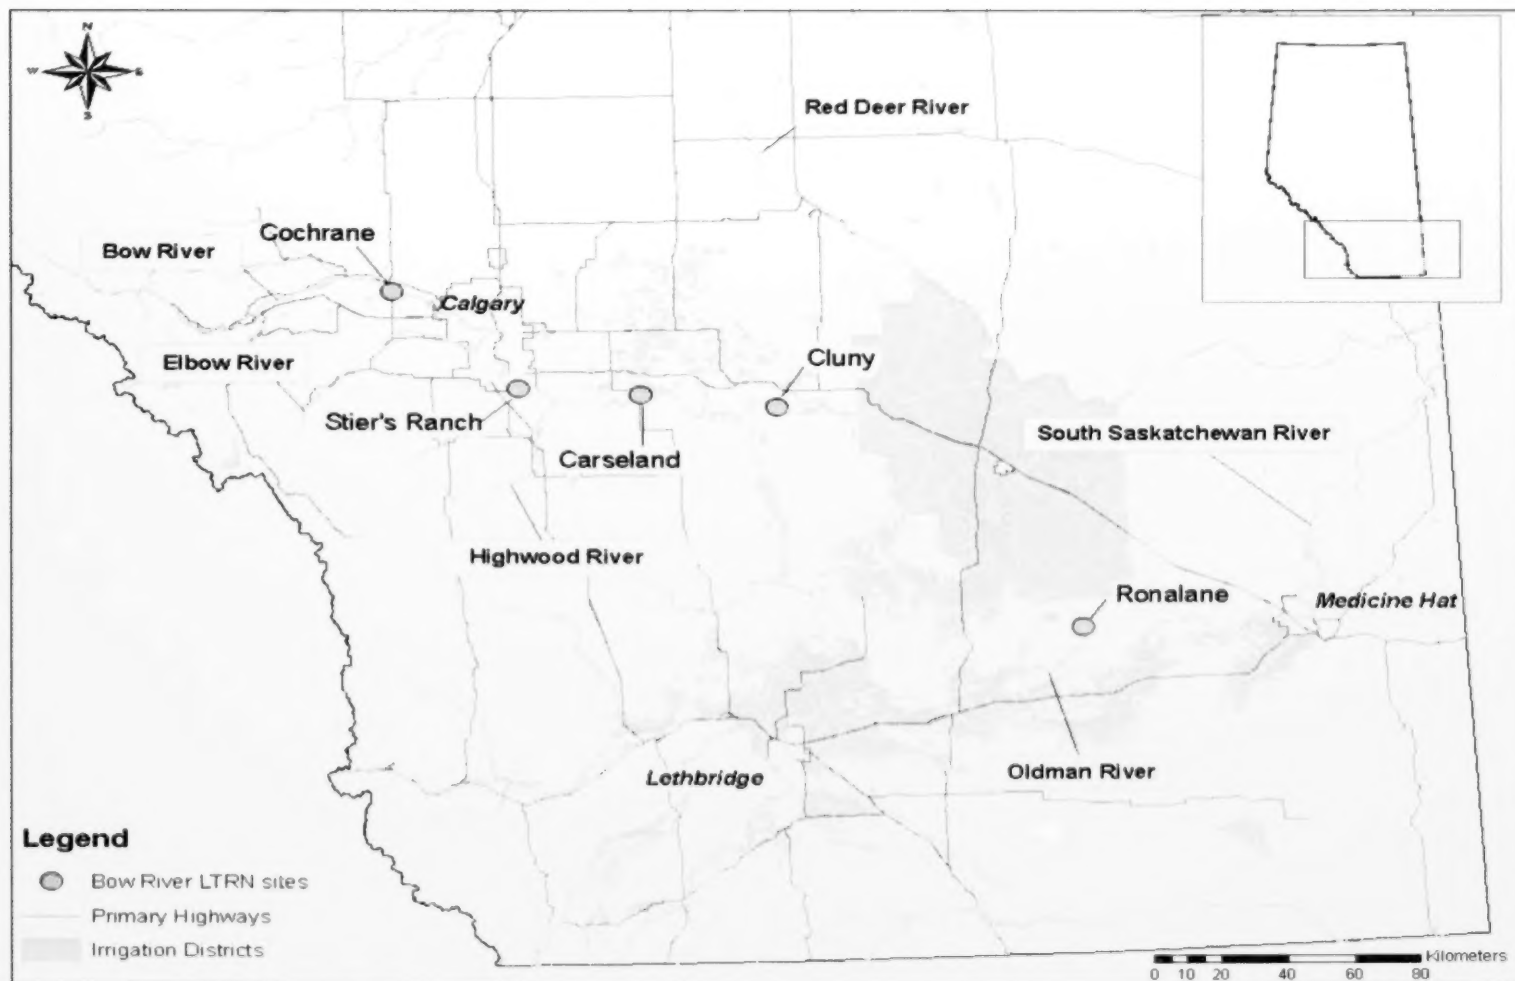 N
W
E
S
Red Deer River
Cochrane
Bow River
Calgary
Elbow River
Cluny
Stier's Ranch
South Saskatchewan River
Carseland
Highwood River
Ronalane
Medicine Hat
Oldman River
Lethbridge
Legend
Bow River LTRN sites
Primary Highways
Irrigation Districts
Kilometers
0 10 20 40 60 80